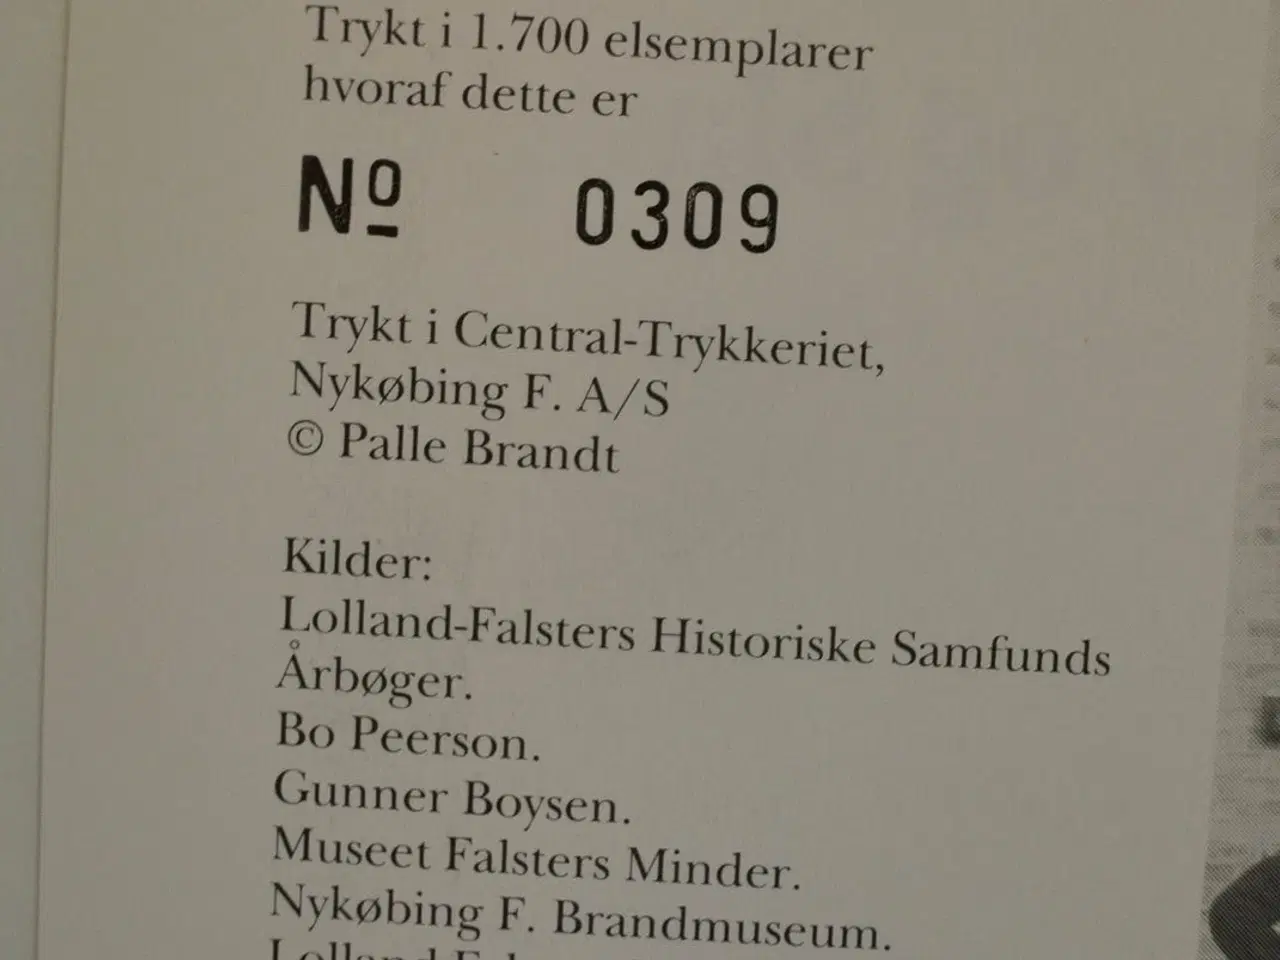 Trykt i 1.700 elsemplarer
hvoraf dette er
Nº 0309
Trykt i Central-Trykkeriet,
Nykøbing F. A/S
© Palle Brandt
Kilder:
Lolland-Falsters Historiske Samfunds
Årbøger.
Bo Peerson.
Gunner Boysen.
Museet Falsters Minder.
Nykøbing F. Brandmuseum.